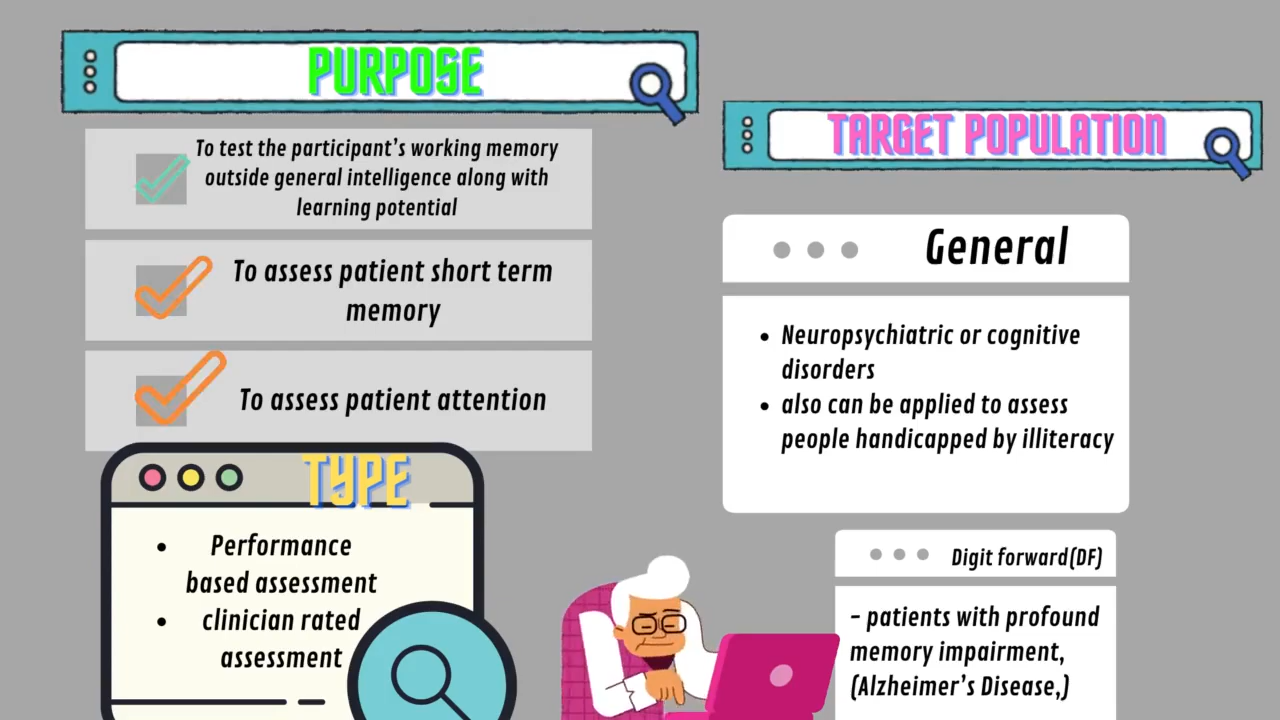 PURPOSE
To test the participant's working memory
outside general intelligence along with
learning potential
To assess patient short term
memory
To assess patient attention
TYPE
• Performance
based assessment
• clinician rated
assessment
TARGET POPULATION
General
• Neuropsychiatric or cognitive
disorders
• also can be applied to assess
people handicapped by illiteracy
Digit forward(DF)
- patients with profound
memory impairment,
(Alzheimer's Disease,)